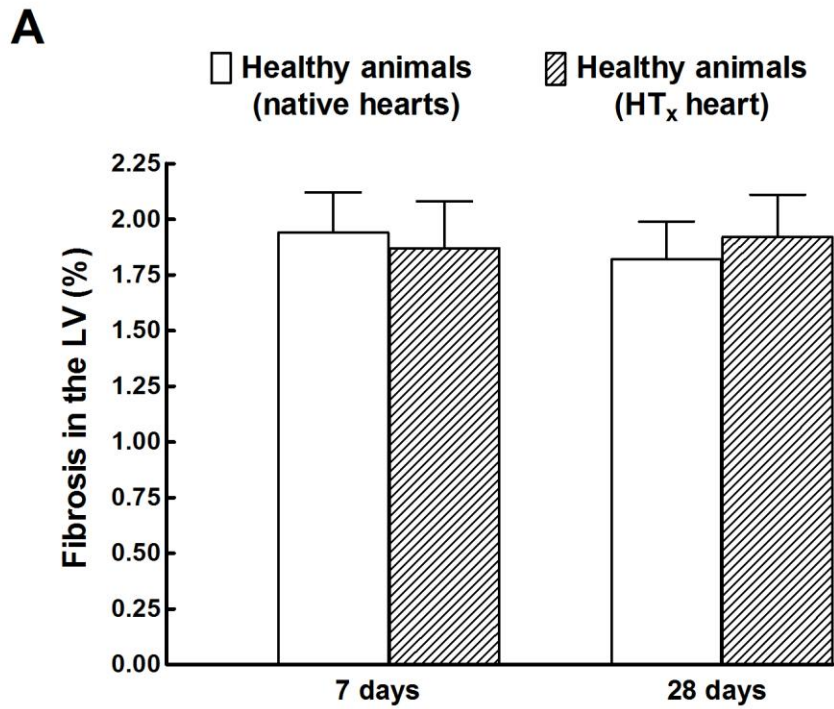 A
Healthy animals
(native hearts)
Healthy animals
(HTx heart)
Fibrosis in the LV (%)
2.25
2.00
1.75
1.50
1.25
1.00
0.75
0.50
0.25
0.00
7 days
28 days